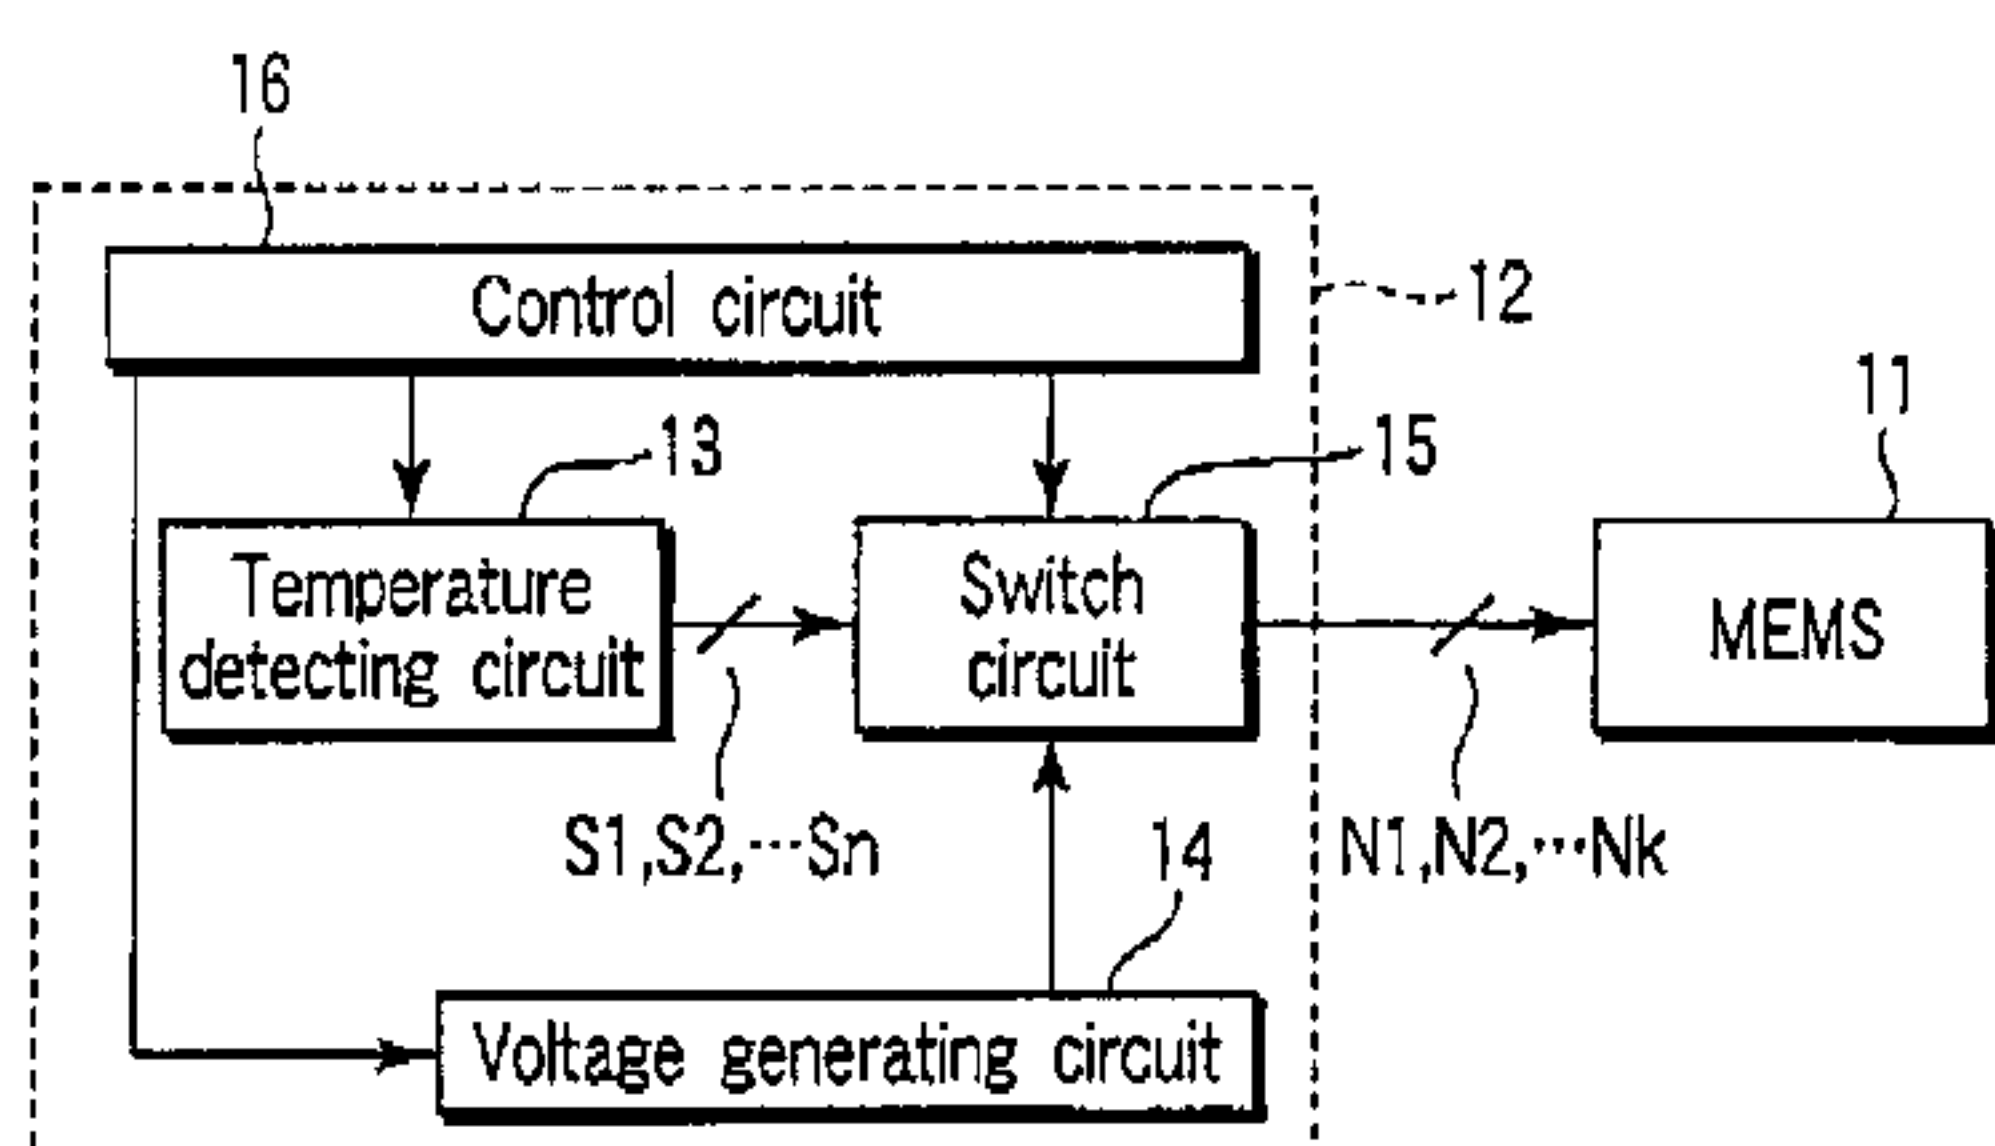 16
Control circuit
12
11
13
15
Temperature
detecting circuit
Switch
circuit
MEMS
S1,S2,···Sn
14
N1,N2,···Nk
Voltage generating circuit